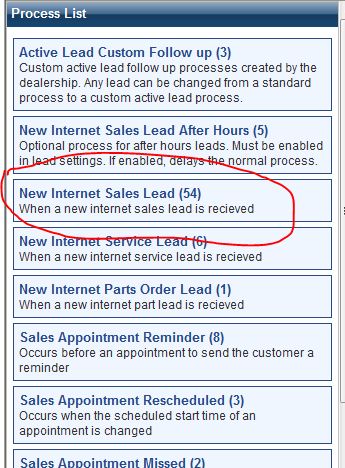 Process List
Active Lead Custom Follow up (3)
Custom active lead follow up processes created by the
dealership. Any lead can be changed from a standard
process to a custom active lead process.
New Internet Sales Lead After Hours (5)
Optional process for after hours leads. Must be enabled
in lead settings. If enabled, delays the normal process.
New Internet Sales Lead (54)
When a new internet sales lead is recieved
New Internet Service Lead (6)
When a new internet service lead is recieved
New Internet Parts Order Lead (1)
When a new internet part lead is recieved
Sales Appointment Reminder (8)
Occurs before an appointment to send the customer a
reminder
Sales Appointment Rescheduled (3)
Occurs when the scheduled start time of an
appointment is changed
Sales Appointment Missed (2)